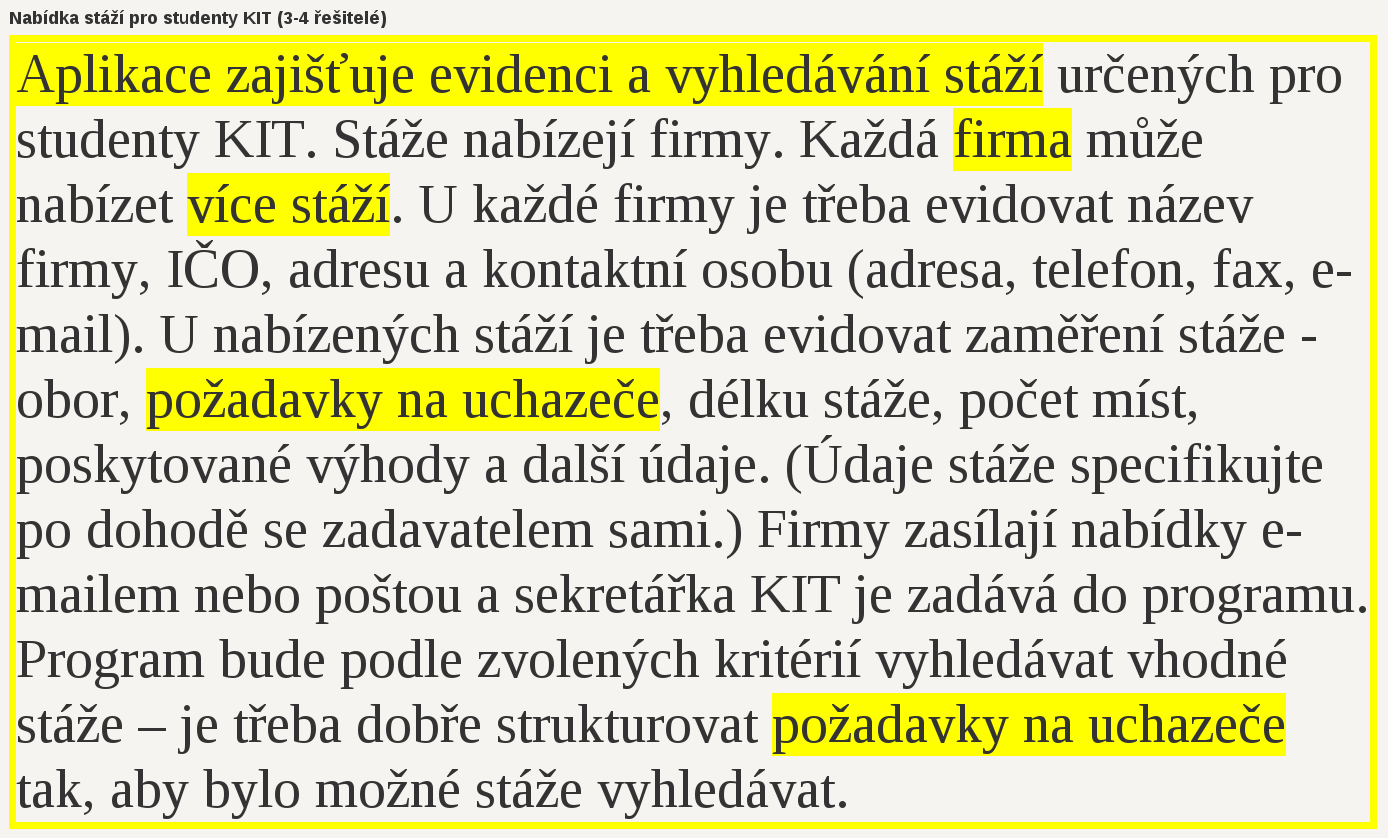 Nabídka stáží pro studenty KIT (3-4 řešitelé)
Aplikace zajišťuje evidenci a vyhledávání stáží určených pro
studenty KIT. Stáže nabízejí firmy. Každá firma může
nabízet více stáží. U každé firmy je třeba evidovat název
firmy, IČO, adresu a kontaktní osobu (adresa, telefon, fax, e-
mail). U nabízených stáží je třeba evidovat zaměření stáže -
obor, požadavky na uchazeče, délku stáže, počet míst,
poskytované výhody a další údaje. (Údaje stáže specifikujte
po dohodě se zadavatelem sami.) Firmy zasílají nabídky e-
mailem nebo poštou a sekretářka KIT je zadává do programu.
Program bude podle zvolených kritérií vyhledávat vhodné
stáže – je třeba dobře strukturovat požadavky na uchazeče
tak, aby bylo možné stáže vyhledávat.